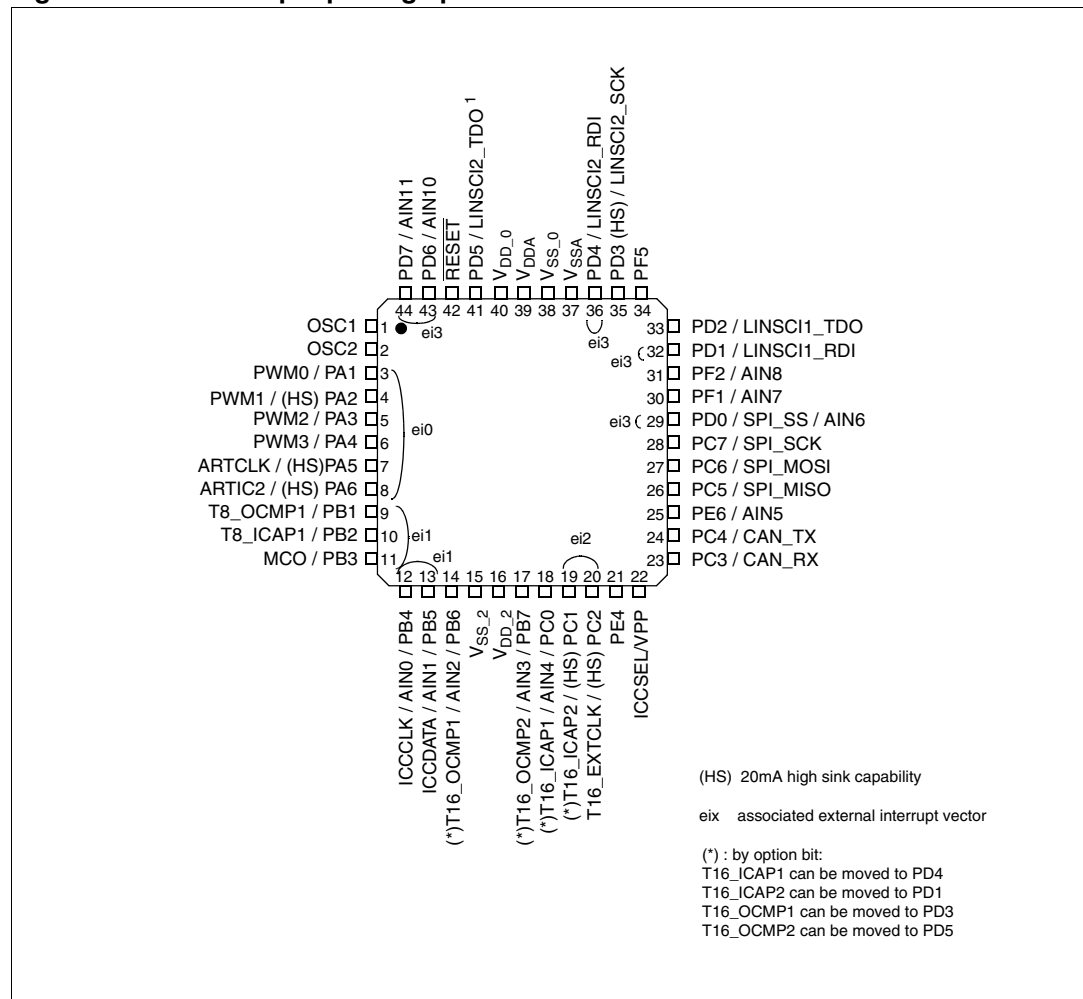 PD7 / AIN11
PD6 / AIN10
RESET
PD5 / LINSCI2_TDO 1
VDD_0
VDDA
VSS_0
VSSA
PD4 / LINSCI2_RDI
PD3 (HS) / LINSCI2_SCK
PF5
44 43 42 41 40 39 38 37 36 35 34
ei3
ei3
OSC1 1
OSC2 2
PWM0 / PA1 3
PWM1 / (HS) PA2 4
PWM2 / PA3 5
PWM3 / PA4 6
ARTCLK / (HS)PA5 7
ARTIC2 / (HS) PA6 8
T8_OCMP1 / PB1 9
T8_ICAP1 / PB2 10
MCO / PB3 11
ei0
ei1
ei1
ei2
ei3
ei3
33 PD2 / LINSCI1_TDO
32 PD1 / LINSCI1_RDI
31 PF2 / AIN8
30 PF1 / AIN7
29 PD0 / SPI_SS / AIN6
28 PC7 / SPI_SCK
27 PC6 / SPI_MOSI
26 PC5 / SPI_MISO
25 PE6 / AIN5
24 PC4 / CAN_TX
23 PC3 / CAN_RX
12 13 14 15 16 17 18 19 20 21 22
ICCCLK / AIN0 / PB4
ICCDATA / AIN1 / PB5
(*)T16_OCMP1 / AIN2 / PB6
VSS_2
VDD_2
(*)T16_OCMP2 / AIN3 / PB7
(*)T16_ICAP1 / AIN4 / PC0
(*)T16_ICAP2 / (HS) PC1
T16_EXTCLK / (HS) PC2
PE4
ICCSEL/VPP
(HS) 20mA high sink capability
eix associated external interrupt vector
(*) : by option bit:
T16_ICAP1 can be moved to PD4
T16_ICAP2 can be moved to PD1
T16_OCMP1 can be moved to PD3
T16_OCMP2 can be moved to PD5